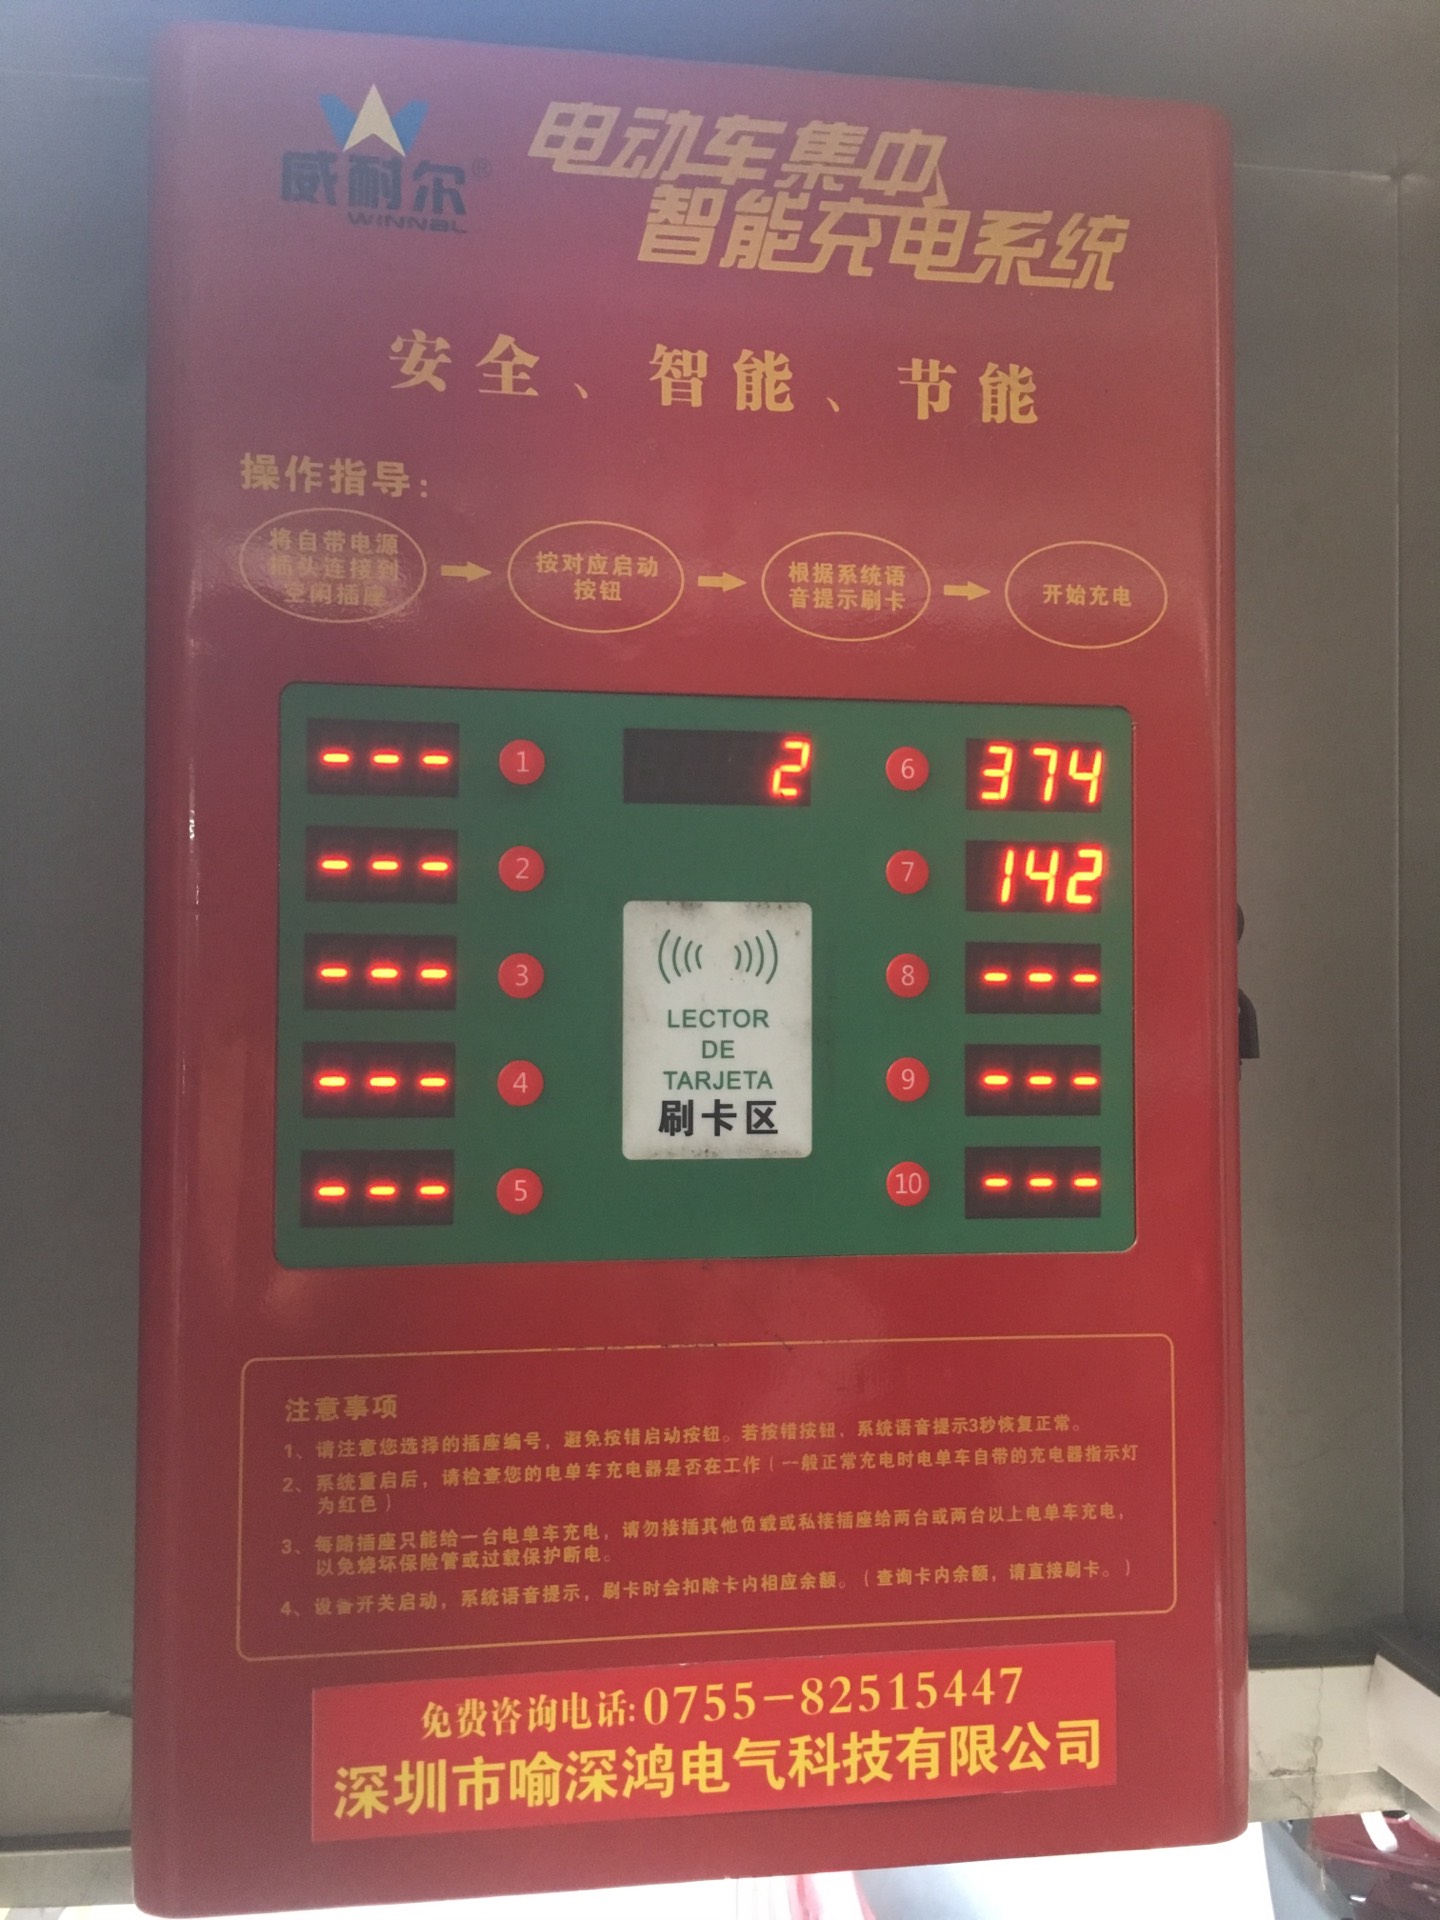 威耐尔®
WINNaL
电动车集中
智能充电系统
安全、智能、节能
操作指导：
将自带电源
插头连接到
空闲插座
按对应启动
按钮
根据系统语
音提示刷卡
开始充电
--- 1 2 6 374
--- 2 7 142
--- 3 8 ---
--- 4 9 ---
--- 5 10 ---
LECTOR
DE
TARJETA
刷卡区
注意事项
1、请注意您选择的插座编号，避免按错启动按钮。若按错按钮，系统语音提示3秒恢复正常。
2、系统重启后，请检查您的电单车充电器是否在工作（一般正常充电时电单车自带的充电器指示灯
为红色）
3、每路插座只能给一台电单车充电，请勿接插其他负载或私接插座给两台或两台以上电单车充电，
以免烧坏保险管或过载保护断电。
4、设备开关启动，系统语音提示，刷卡时会扣除卡内相应余额。（查询卡内余额，请直接刷卡。）
免费咨询电话:0755-82515447
深圳市喻深鸿电气科技有限公司